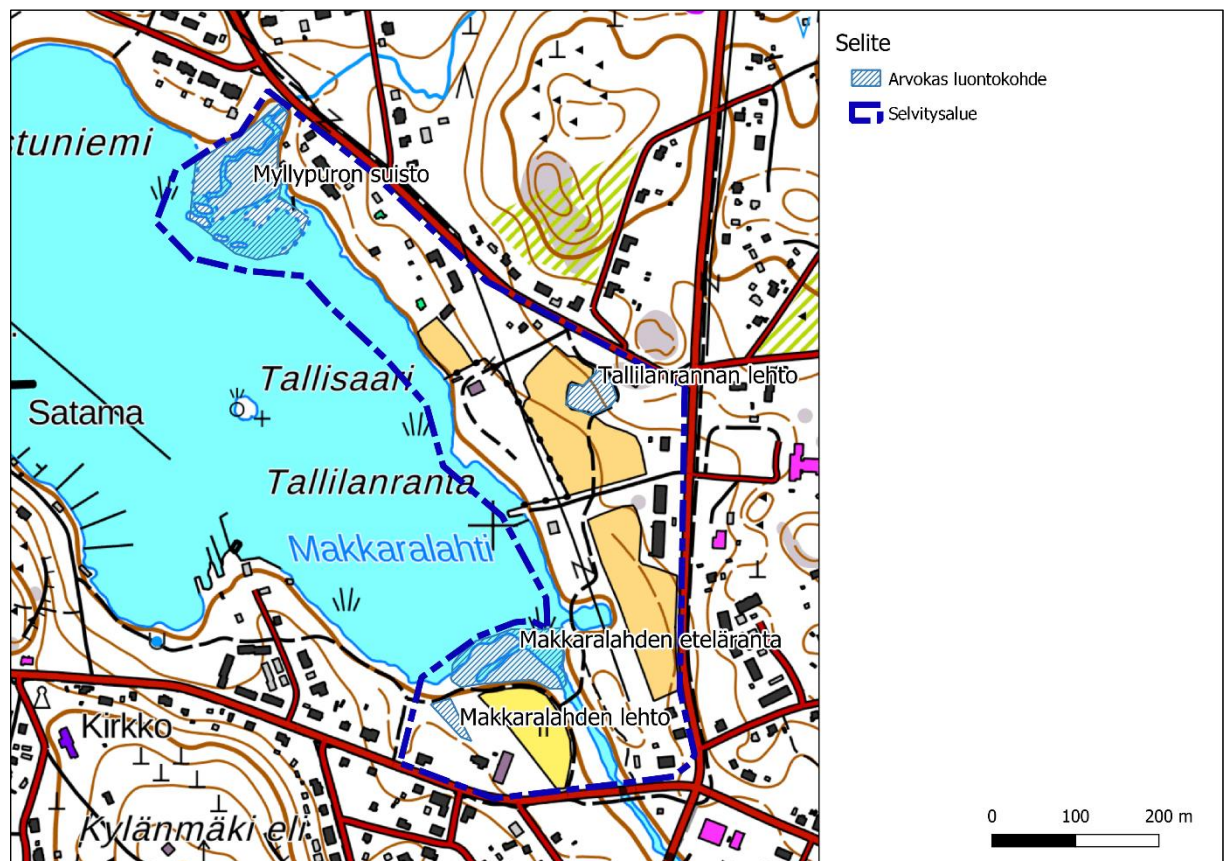 Selite
Arvokas luontokohde
Selvitysalue
stuniemi
Myllypuron suisto
Tallisaari
Tallilanrannan lehto
Satama
Tallilanranta
Makkaralahti
Makkaralahden eteläranta
Makkaralahden lehto
Kirkko
Kylänmäki eli
0 100 200 m